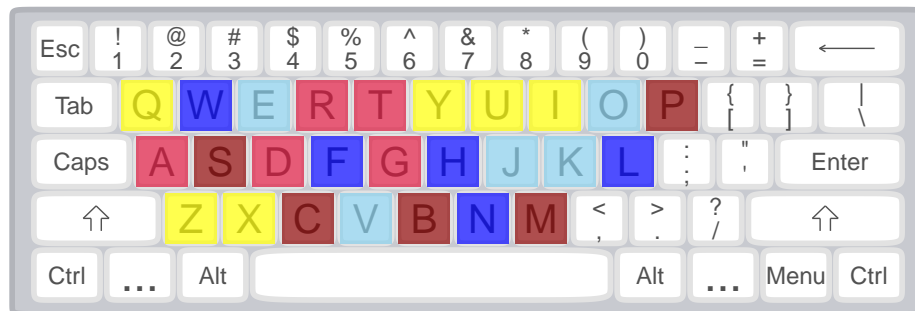 Esc ! 1 @ 2 # 3 $ 4 % 5 ^ 6 & 7 * 8 ( 9 ) 0 _ – + =
Tab Q W E R T Y U I O P { [ } ] | \
Caps A S D F G H J K L : ; " ' Enter
Z X C V B N M < , > . ? /
Ctrl ... Alt Alt ... Menu Ctrl